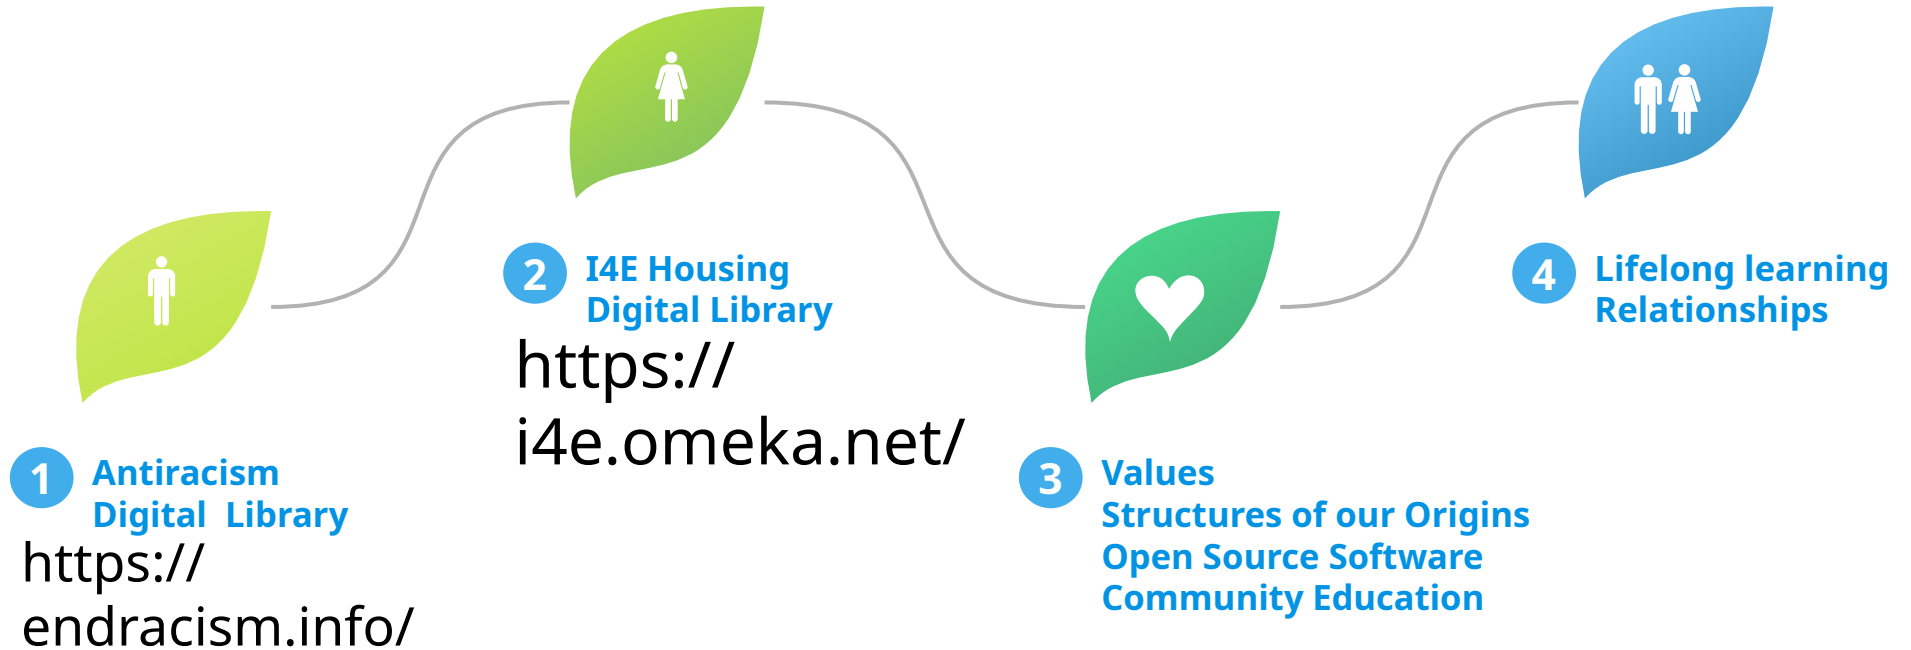 1
Antiracism
Digital  Library
https://
endracism.info/
2
I4E Housing
Digital Library
https://
i4e.omeka.net/
3
Values
Structures of our Origins
Open Source Software
Community Education
4
Lifelong learning
Relationships